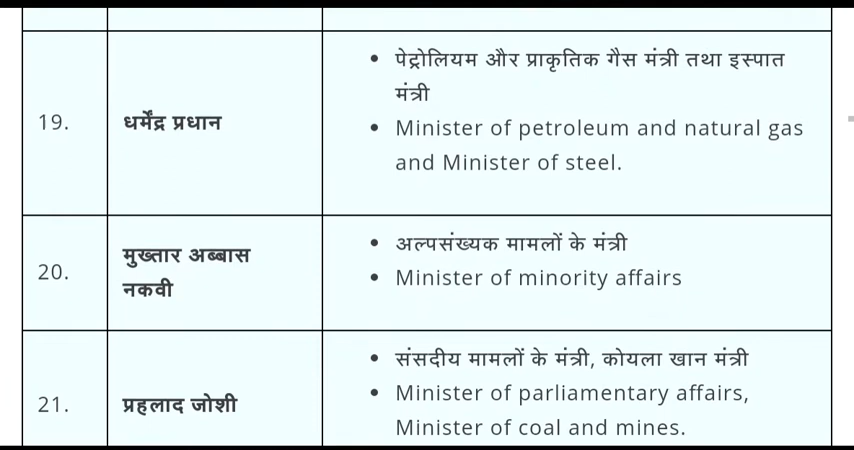 19.
धर्मेंद्र प्रधान
पेट्रोलियम और प्राकृतिक गैस मंत्री तथा इस्पात
मंत्री
Minister of petroleum and natural gas
and Minister of steel.
20.
मुख्तार अब्बास
नकवी
अल्पसंख्यक मामलों के मंत्री
Minister of minority affairs
21.
प्रहलाद जोशी
संसदीय मामलों के मंत्री, कोयला खान मंत्री
Minister of parliamentary affairs,
Minister of coal and mines.